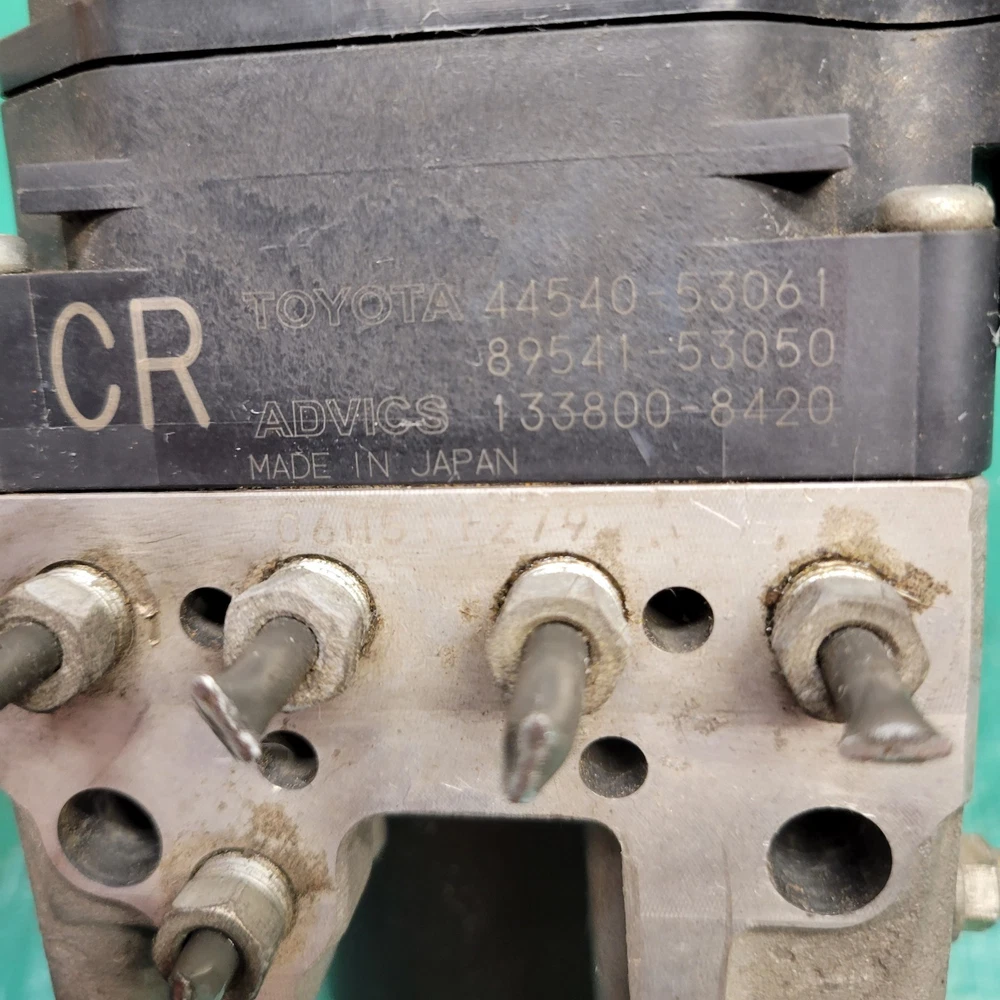 CR
TOYOTA 44540-53061
89541-53050
ADVICS 133800-8420
MADE IN JAPAN